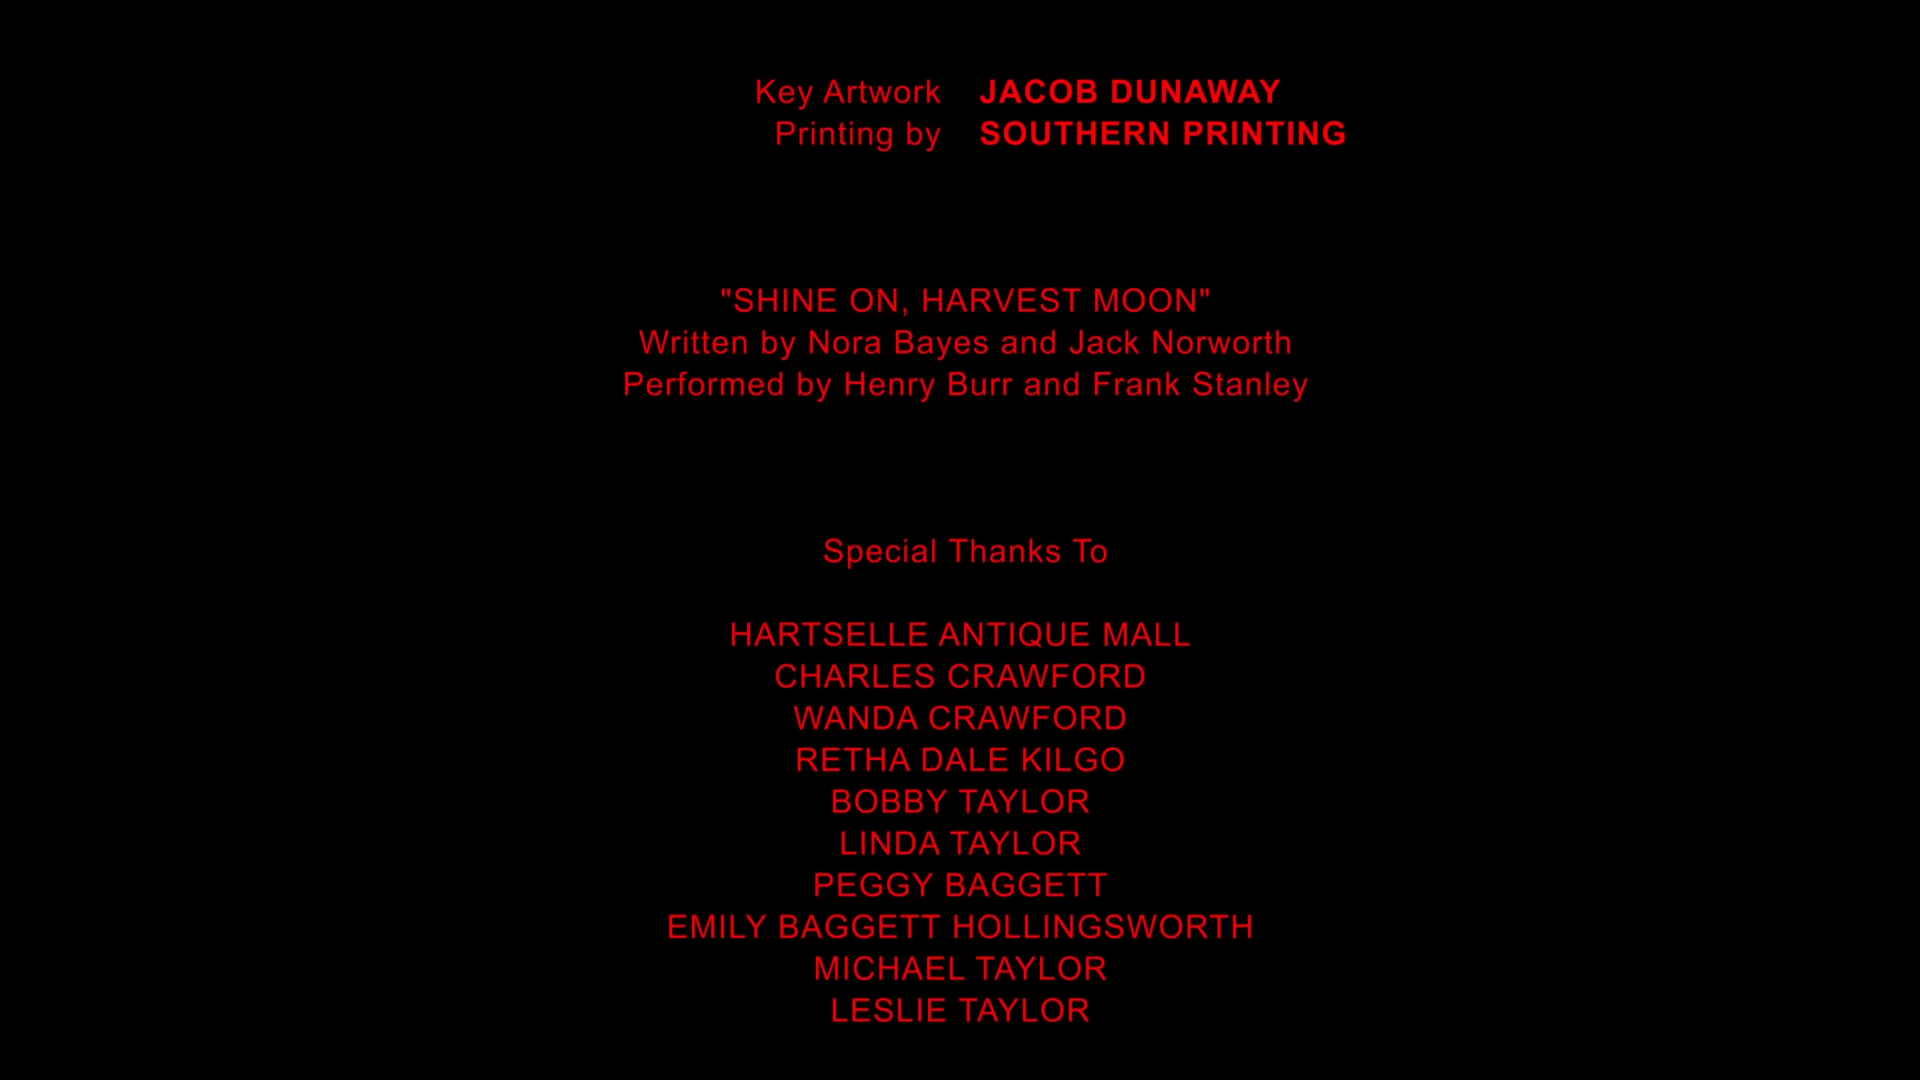 Key Artwork JACOB DUNAWAY
Printing by SOUTHERN PRINTING
"SHINE ON, HARVEST MOON"
Written by Nora Bayes and Jack Norworth
Performed by Henry Burr and Frank Stanley
Special Thanks To
HARTSELLE ANTIQUE MALL
CHARLES CRAWFORD
WANDA CRAWFORD
RETHA DALE KILGO
BOBBY TAYLOR
LINDA TAYLOR
PEGGY BAGGETT
EMILY BAGGETT HOLLINGSWORTH
MICHAEL TAYLOR
LESLIE TAYLOR